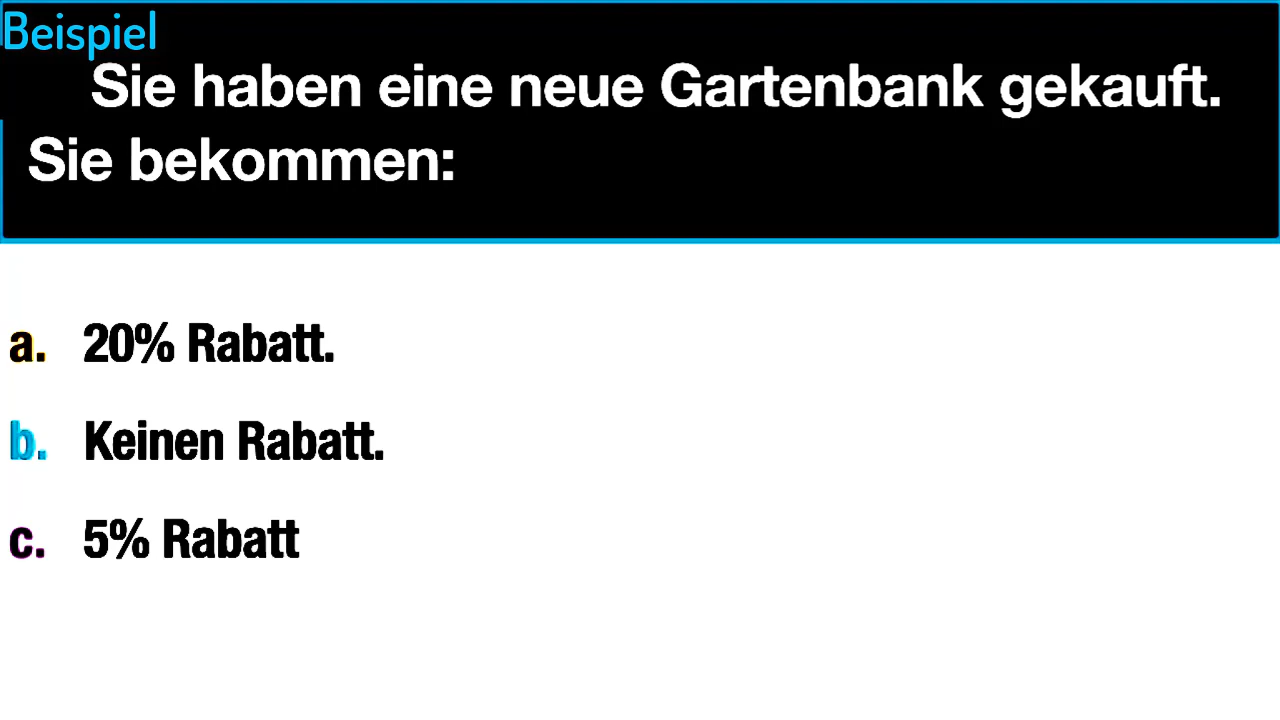 Beispiel
Sie haben eine neue Gartenbank gekauft.
Sie bekommen:
a. 20% Rabatt.
b. Keinen Rabatt.
c. 5% Rabatt